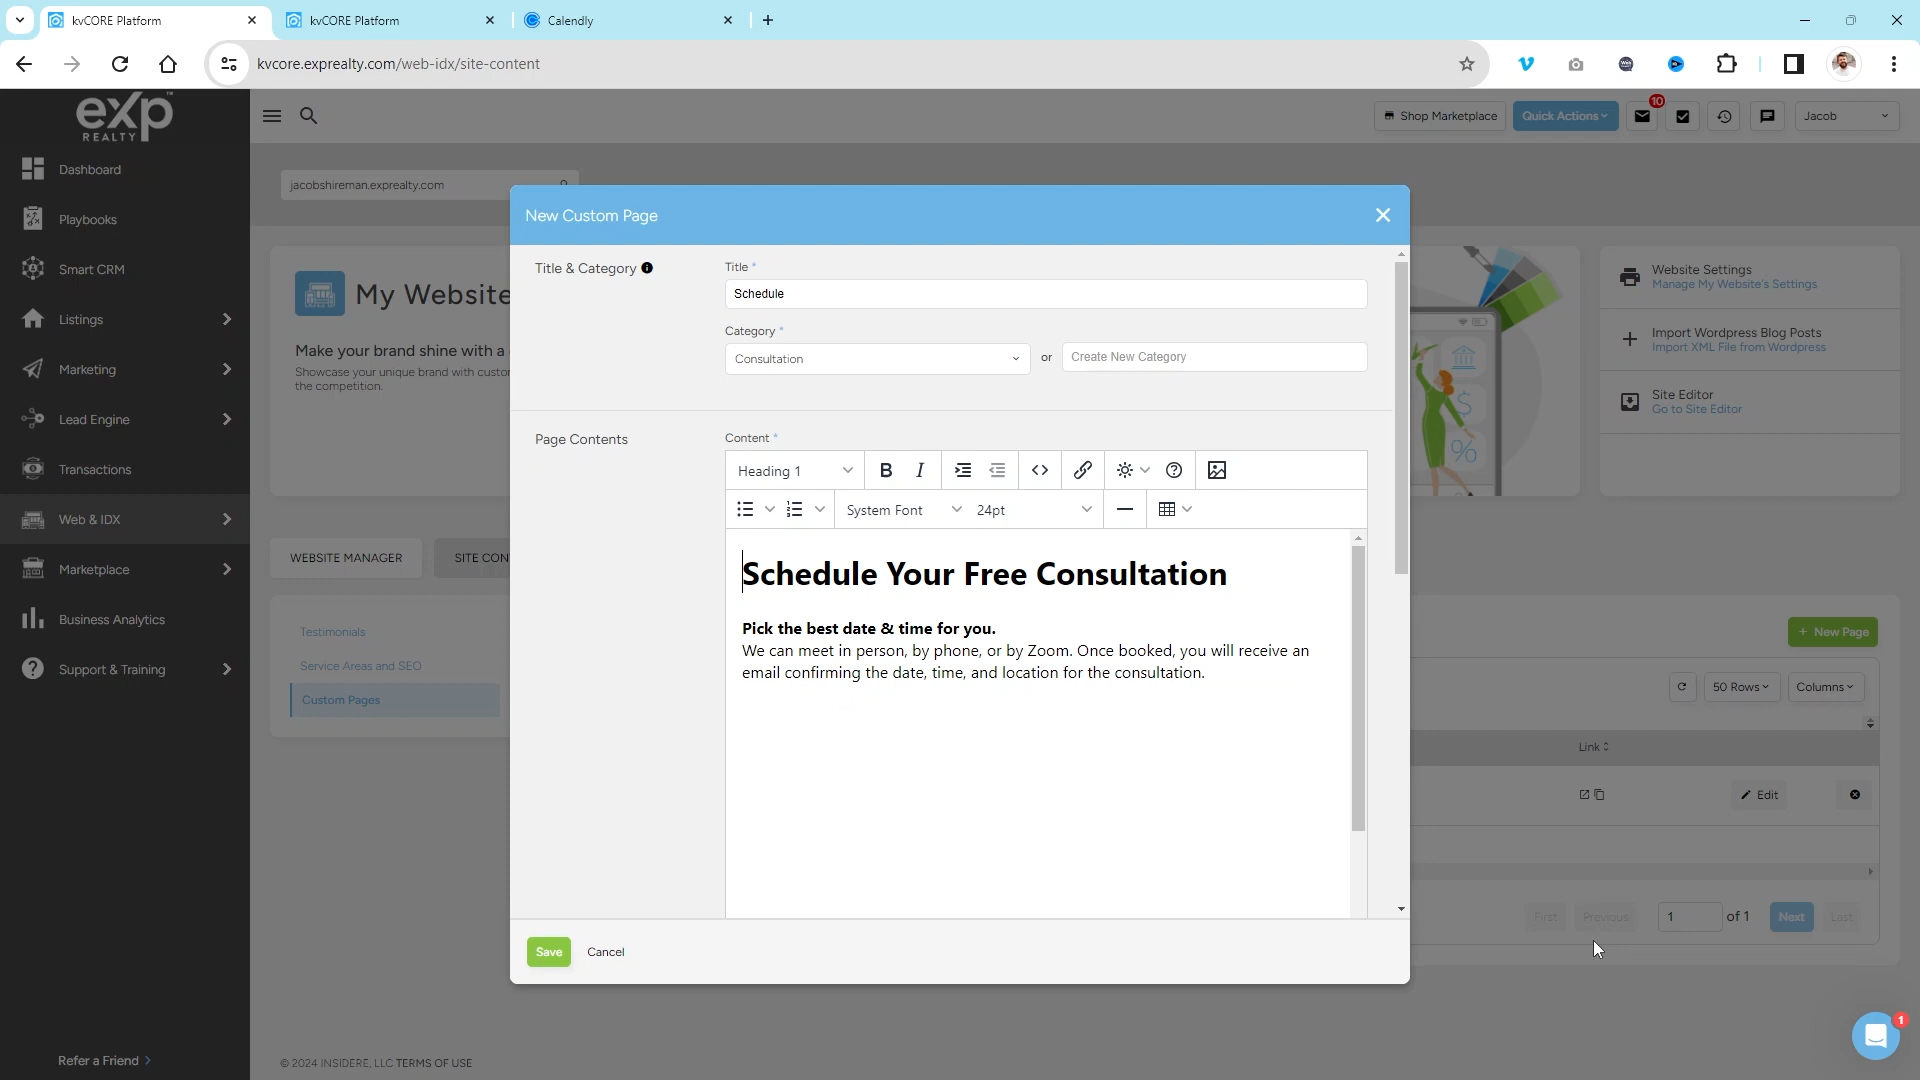 kvCORE Platform
kvCORE Platform
Calendly
kvcore.exprealty.com/web-idx/site-content
eXp
REALTY
Shop Marketplace
Quick Actions
10
Jacob
Dashboard
Playbooks
Smart CRM
Listings
Marketing
Lead Engine
Transactions
Web & IDX
Marketplace
Business Analytics
Support & Training
Refer a Friend
jacobshireman.exprealty.com
My Website
Make your brand shine with a
Showcase your unique brand with custo
the competition.
WEBSITE MANAGER
SITE CON
Testimonials
Service Areas and SEO
Custom Pages
© 2024 INSIDERE, LLC TERMS OF USE
New Custom Page
Title & Category
Title *
Schedule
Category *
Consultation
or
Create New Category
Page Contents
Content *
Heading 1
B I
System Font
24pt
Schedule Your Free Consultation
Pick the best date & time for you.
We can meet in person, by phone, or by Zoom. Once booked, you will receive an
email confirming the date, time, and location for the consultation.
Save
Cancel
Website Settings
Manage My Website's Settings
Import Wordpress Blog Posts
Import XML File from Wordpress
Site Editor
Go to Site Editor
+ New Page
50 Rows
Columns
Link
Edit
First
Previous
1
of 1
Next
Last
1